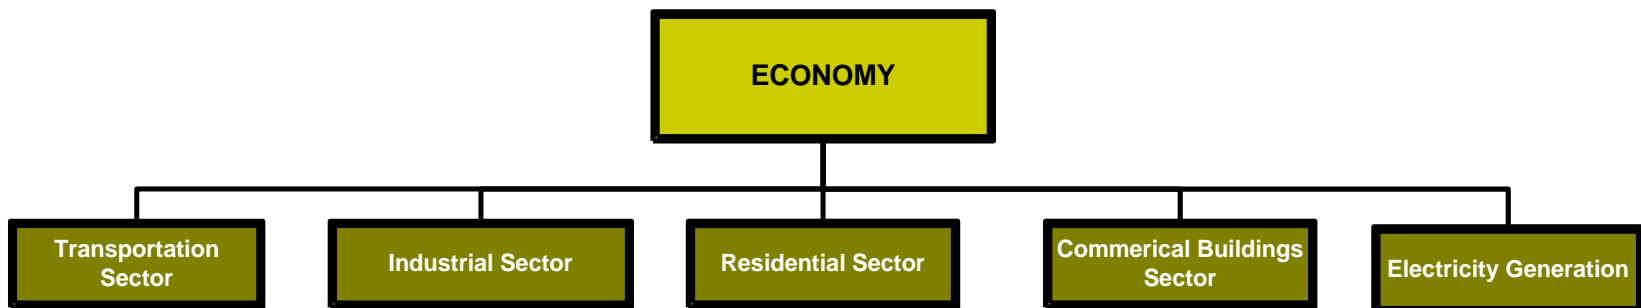 ECONOMY
Transportation
Sector
Industrial Sector
Residential Sector
Commerical Buildings
Sector
Electricity Generation